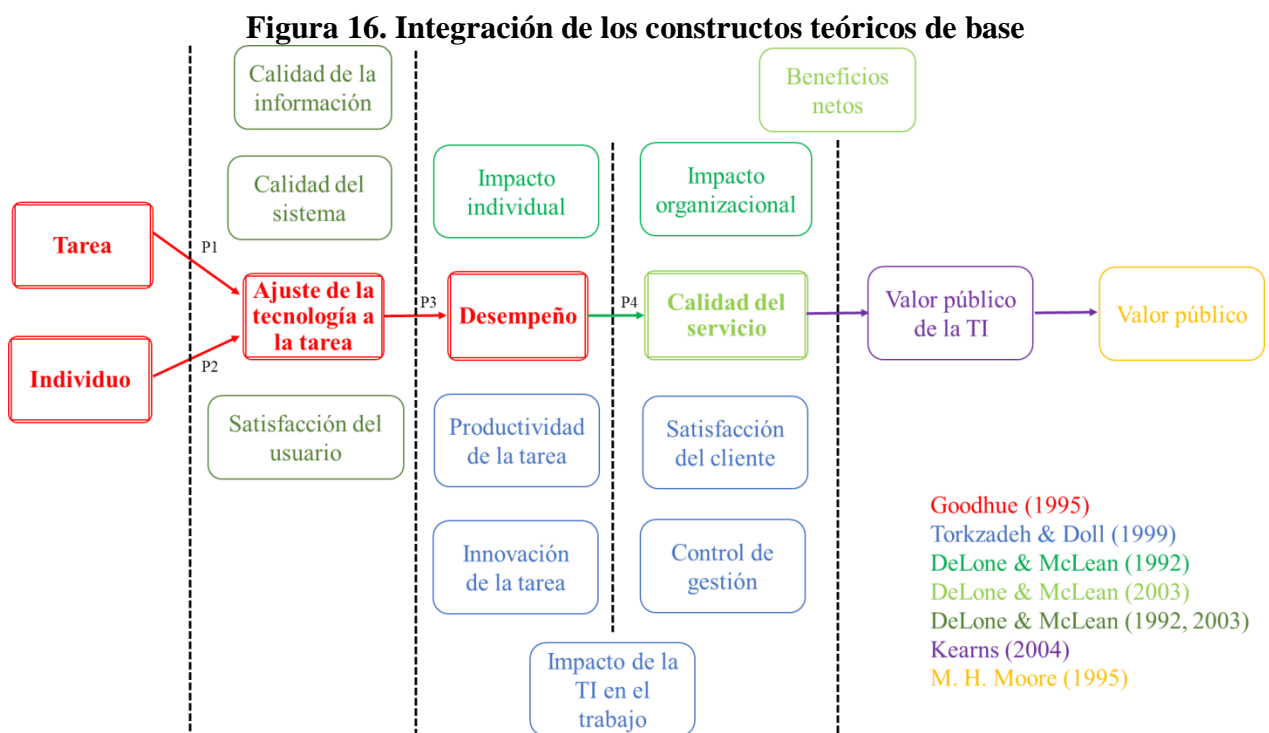 Figura 16. Integración de los constructos teóricos de base
Calidad de la
información
Beneficios
netos
Calidad del
sistema
Impacto
individual
Impacto
organizacional
Tarea
P1
Ajuste de la
tecnología a
la tarea
P3
Desempeño
P4
Calidad del
servicio
Valor público
de la TI
Valor público
Individuo
P2
Satisfacción del
usuario
Productividad
de la tarea
Satisfacción
del cliente
Innovación
de la tarea
Control de
gestión
Impacto de la
TI en el
trabajo
Goodhue (1995)
Torkzadeh & Doll (1999)
DeLone & McLean (1992)
DeLone & McLean (2003)
DeLone & McLean (1992, 2003)
Kearns (2004)
M. H. Moore (1995)